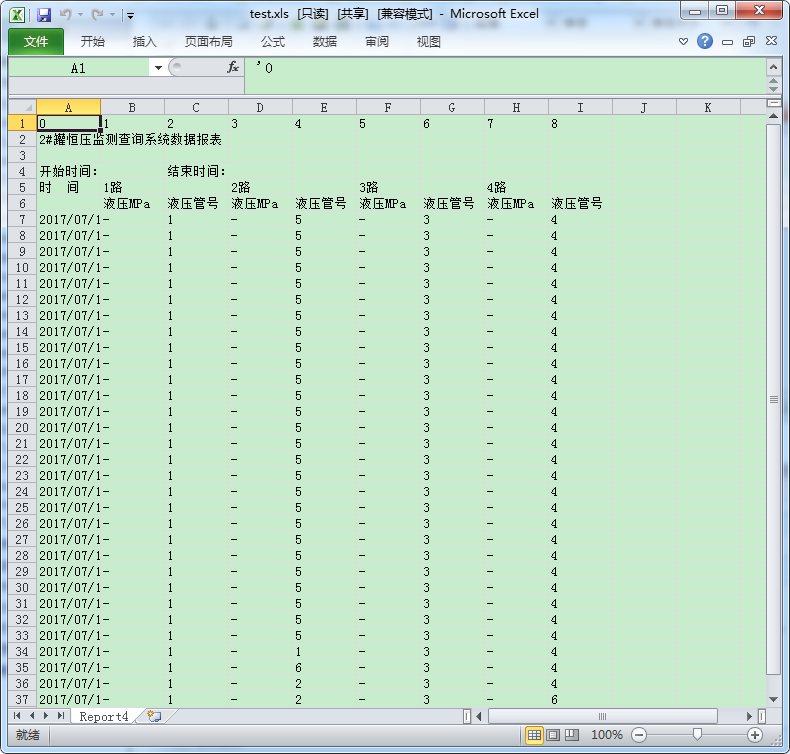 test.xls [只读] [共享] [兼容模式] - Microsoft Excel
文件 开始 插入 页面布局 公式 数据 审阅 视图
A1 fx '0
A B C D E F G H I J K
1 0 1 2 3 4 5 6 7 8
2 2#罐恒压监测查询系统数据报表
3
4 开始时间: 结束时间:
5 时 间 1路 2路 3路 4路
6 液压MPa 液压管号 液压MPa 液压管号 液压MPa 液压管号 液压MPa 液压管号
7 2017/07/1- 1 - 5 - 3 - 4
8 2017/07/1- 1 - 5 - 3 - 4
9 2017/07/1- 1 - 5 - 3 - 4
10 2017/07/1- 1 - 5 - 3 - 4
11 2017/07/1- 1 - 5 - 3 - 4
12 2017/07/1- 1 - 5 - 3 - 4
13 2017/07/1- 1 - 5 - 3 - 4
14 2017/07/1- 1 - 5 - 3 - 4
15 2017/07/1- 1 - 5 - 3 - 4
16 2017/07/1- 1 - 5 - 3 - 4
17 2017/07/1- 1 - 5 - 3 - 4
18 2017/07/1- 1 - 5 - 3 - 4
19 2017/07/1- 1 - 5 - 3 - 4
20 2017/07/1- 1 - 5 - 3 - 4
21 2017/07/1- 1 - 5 - 3 - 4
22 2017/07/1- 1 - 5 - 3 - 4
23 2017/07/1- 1 - 5 - 3 - 4
24 2017/07/1- 1 - 5 - 3 - 4
25 2017/07/1- 1 - 5 - 3 - 4
26 2017/07/1- 1 - 5 - 3 - 4
27 2017/07/1- 1 - 5 - 3 - 4
28 2017/07/1- 1 - 5 - 3 - 4
29 2017/07/1- 1 - 5 - 3 - 4
30 2017/07/1- 1 - 5 - 3 - 4
31 2017/07/1- 1 - 5 - 3 - 4
32 2017/07/1- 1 - 5 - 3 - 4
33 2017/07/1- 1 - 5 - 3 - 4
34 2017/07/1- 1 - 1 - 3 - 4
35 2017/07/1- 1 - 6 - 3 - 4
36 2017/07/1- 1 - 2 - 3 - 4
37 2017/07/1- 1 - 2 - 3 - 6
Report4
就绪 100%